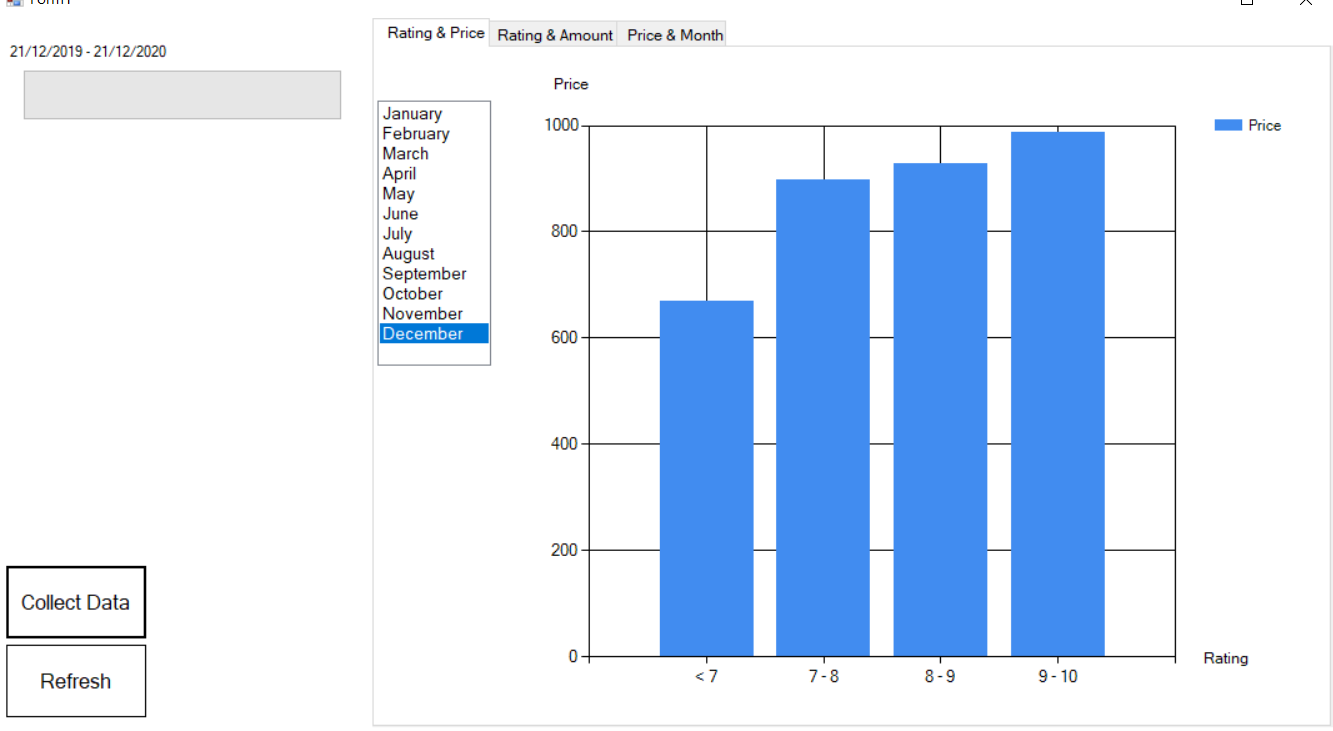 21/12/2019 - 21/12/2020
Rating & Price
Rating & Amount
Price & Month
January
February
March
April
May
June
July
August
September
October
November
December
Price
1000
800
600
400
200
0
< 7
7 - 8
8 - 9
9 - 10
Rating
Price
Collect Data
Refresh